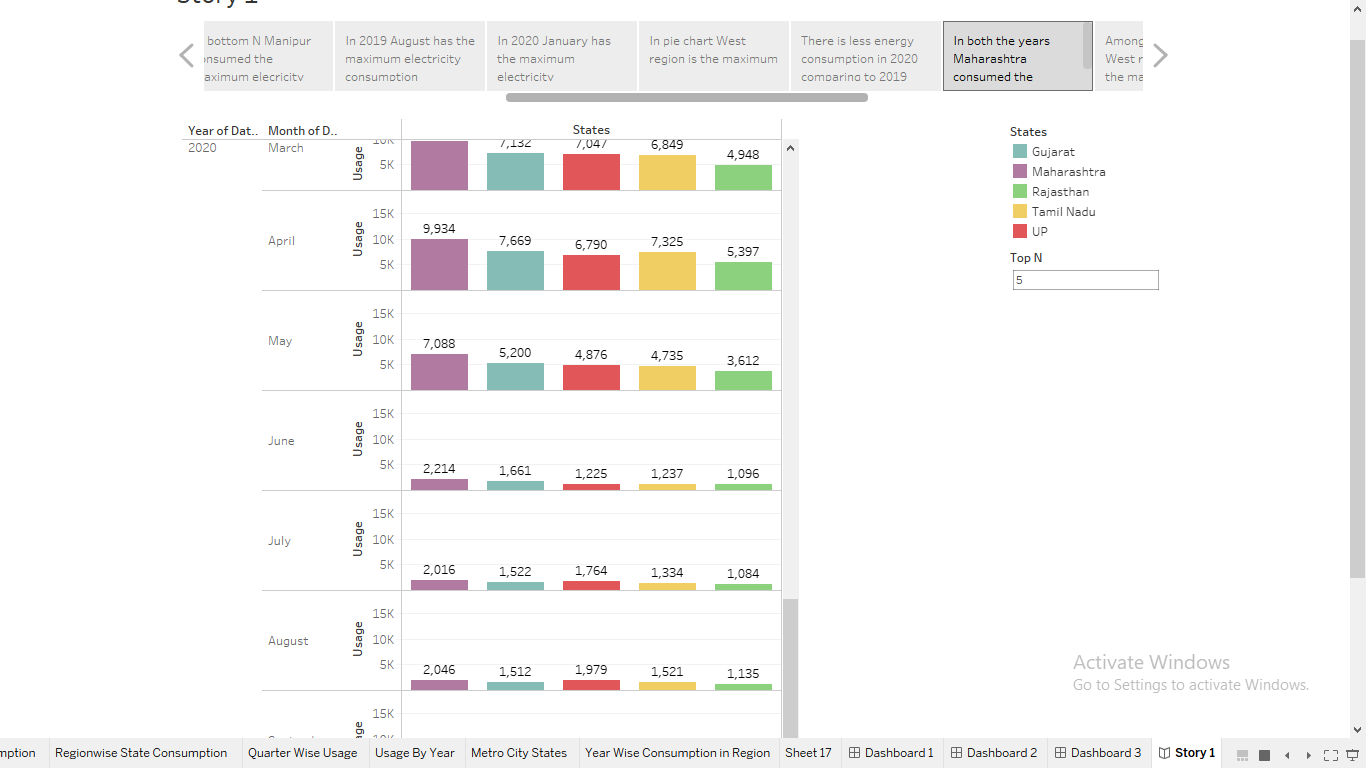 Story 1
bottom N Manipur
onsumed the
aximum elecricity
In 2019 August has the
maximum electricity
consumption
In 2020 January has
the maximum
electricity
In pie chart West
region is the maximum
There is less energy
consumption in 2020
comparing to 2019
In both the years
Maharashtra
consumed the
Among
West r
the ma
Year of Dat.. Month of D.. States
2020 March Usage 10K 5K 7,132 7,047 6,849 4,948
April Usage 15K 10K 5K 9,934 7,669 6,790 7,325 5,397
May Usage 15K 10K 5K 7,088 5,200 4,876 4,735 3,612
June Usage 15K 10K 5K 2,214 1,661 1,225 1,237 1,096
July Usage 15K 10K 5K 2,016 1,522 1,764 1,334 1,084
August Usage 15K 10K 5K 2,046 1,512 1,979 1,521 1,135
15K
10K
States
Gujarat
Maharashtra
Rajasthan
Tamil Nadu
UP
Top N
5
Activate Windows
Go to Settings to activate Windows.
mption Regionwise State Consumption Quarter Wise Usage Usage By Year Metro City States Year Wise Consumption in Region Sheet 17 Dashboard 1 Dashboard 2 Dashboard 3 Story 1